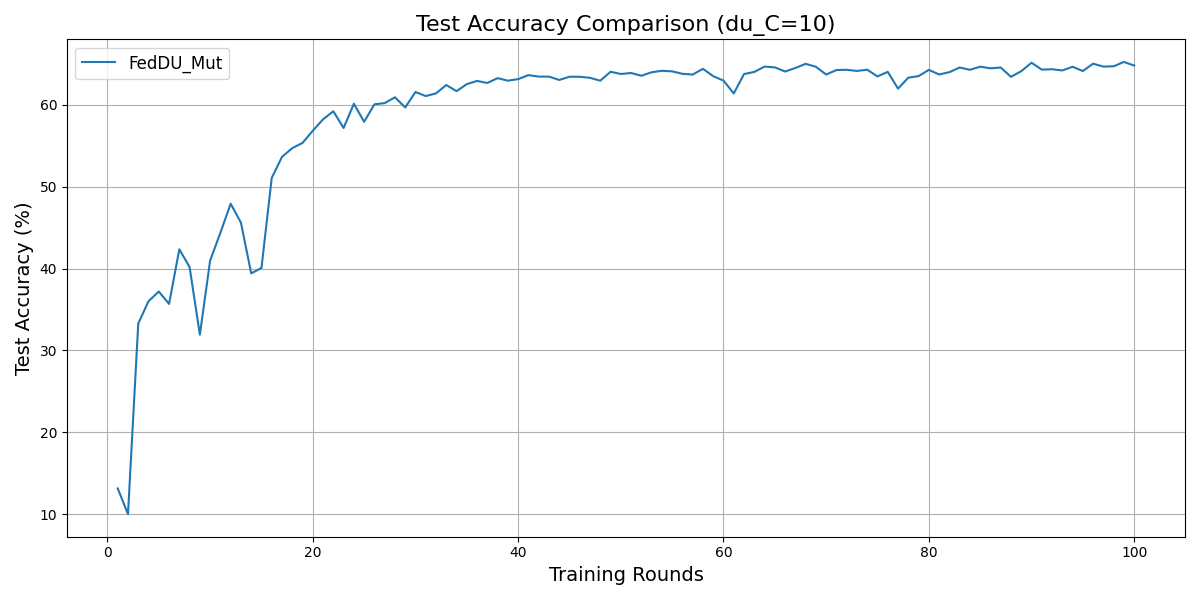 Test Accuracy Comparison (du_C=10)
FedDU_Mut
Test Accuracy (%)
60
50
40
30
20
10
0 20 40 60 80 100
Training Rounds